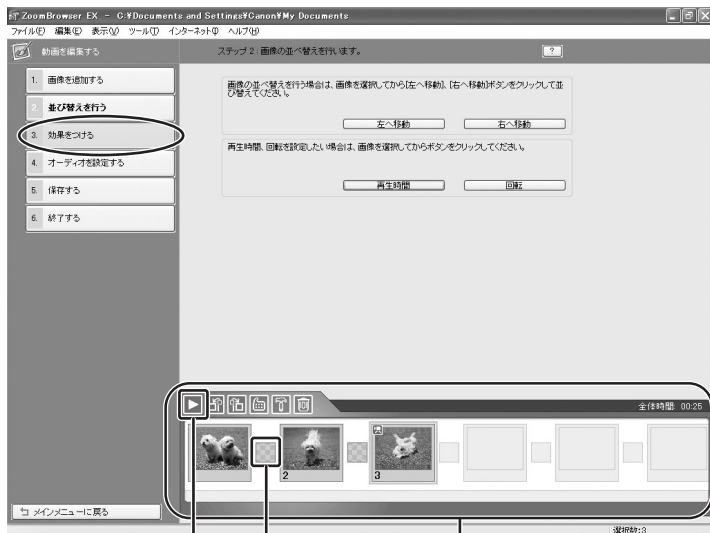 ZoomBrowser EX - C:¥Documents and Settings¥Canon¥My Documents
ファイル(F) 編集(E) 表示(V) ツール(T) インターネット(I) ヘルプ(H)
動画を編集する
ステップ2:画像の並べ替えを行います。
?
1. 画像を追加する
2. 並び替えを行う
3. 効果をつける
4. オーディオを設定する
5. 保存する
6. 終了する
画像の並べ替えを行う場合は、画像を選択してから[左へ移動]、[右へ移動]ボタンをクリックして並
び替えてください。
左へ移動 右へ移動
再生時間、回転を設定したい場合は、画像を選択してからボタンをクリックしてください。
再生時間 回転
全体時間: 00:25
2
3
メインメニューに戻る
選択数:3